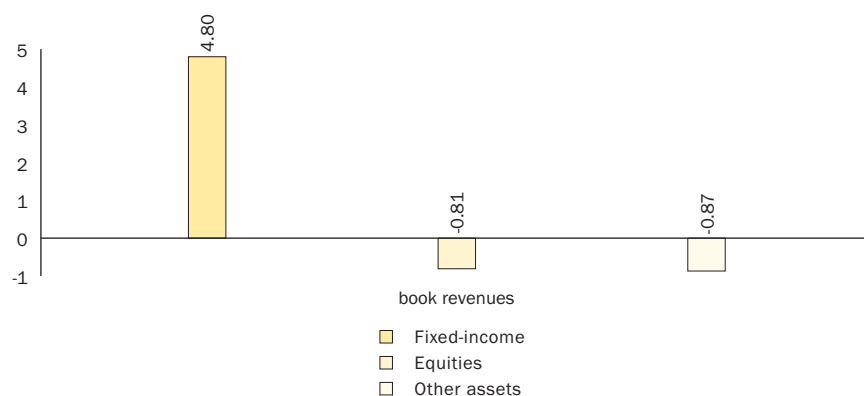 4.80
5
4
3
2
1
0
-1
-0.81
-0.87
book revenues
Fixed-income
Equities
Other assets